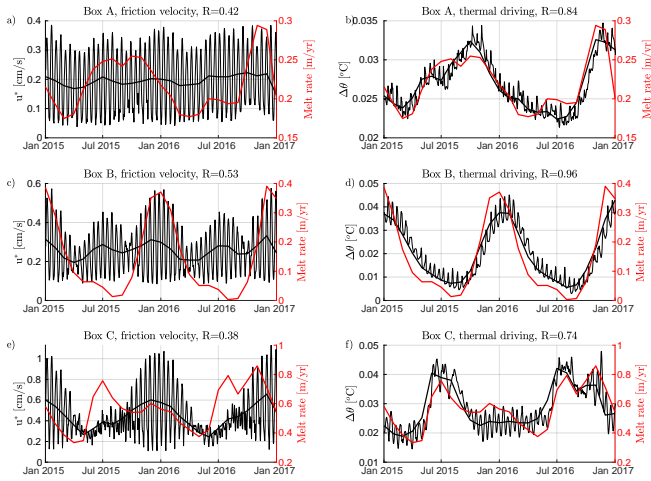 Box A, friction velocity, R=0.42
a)
0.4
0.3
0.2
0.1
0
u* [cm/s]
0.3
0.25
0.2
0.15
Melt rate [m/yr]
Jan 2015
Jul 2015
Jan 2016
Jul 2016
Jan 2017
Box A, thermal driving, R=0.84
b)
0.035
0.03
0.025
0.02
Δθ [°C]
0.3
0.25
0.2
0.15
Melt rate [m/yr]
Jan 2015
Jul 2015
Jan 2016
Jul 2016
Jan 2017
Box B, friction velocity, R=0.53
c)
0.6
0.4
0.2
0
u* [cm/s]
0.4
0.3
0.2
0.1
0
Melt rate [m/yr]
Jan 2015
Jul 2015
Jan 2016
Jul 2016
Jan 2017
Box B, thermal driving, R=0.96
d)
0.05
0.04
0.03
0.02
0.01
0
Δθ [°C]
0.4
0.3
0.2
0.1
0
Melt rate [m/yr]
Jan 2015
Jul 2015
Jan 2016
Jul 2016
Jan 2017
Box C, friction velocity, R=0.38
e)
1
0.8
0.6
0.4
0.2
0
u* [cm/s]
1
0.8
0.6
0.4
0.2
Melt rate [m/yr]
Jan 2015
Jul 2015
Jan 2016
Jul 2016
Jan 2017
Box C, thermal driving, R=0.74
f)
0.05
0.04
0.03
0.02
0.01
Δθ [°C]
1
0.8
0.6
0.4
0.2
Melt rate [m/yr]
Jan 2015
Jul 2015
Jan 2016
Jul 2016
Jan 2017